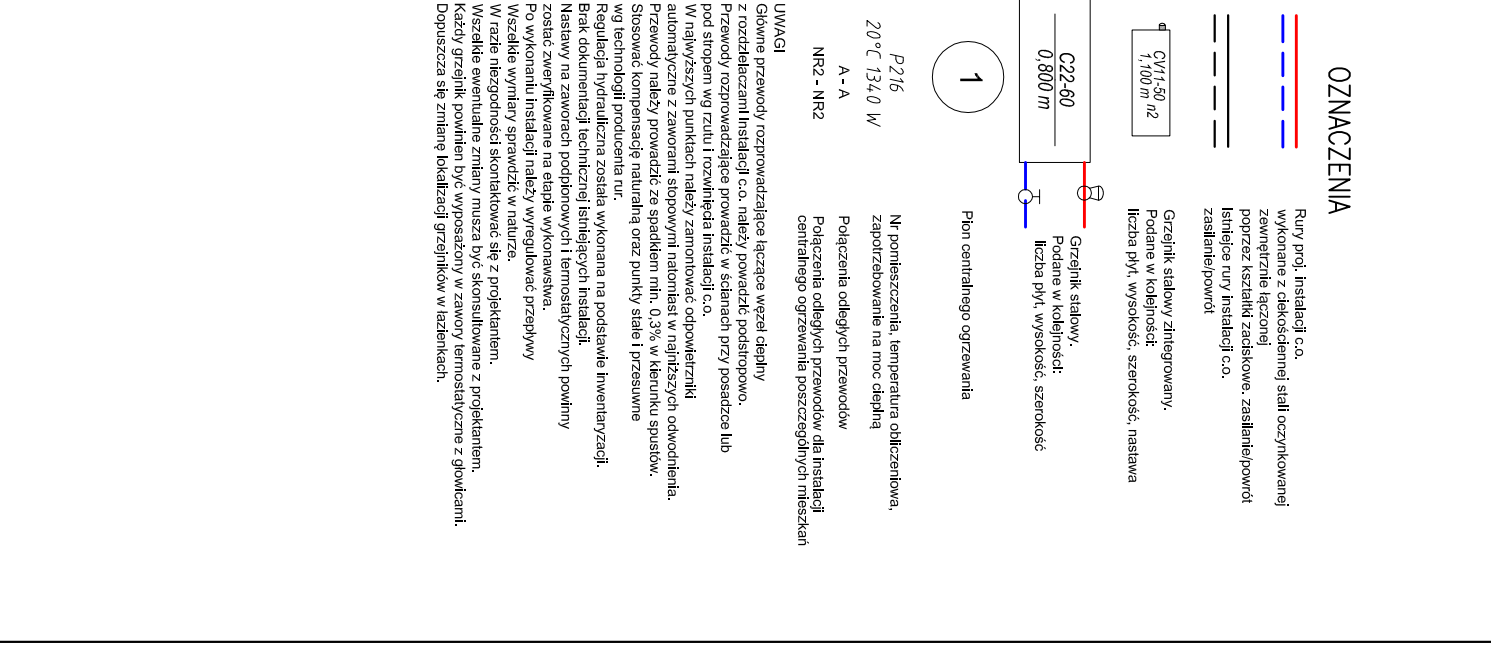 OZNACZENIA
Rury proj. instalacji c.o.
wykonane z ciekościennej stali oczynkowanej
zewnętrznie łączonej
poprzez kształtki zaciskowe. zasilanie/powrót
Istniejce rury instalacji c.o.
zasilanie/powrót
CV11-50 n2
1,100 m
Grzejnik stalowy zintegrowany.
Podane w kolejności:
liczba płyt, wysokość, szerokość, nastawa
C22-60
0,800 m
Grzejnik stalowy.
Podane w kolejności:
liczba płyt, wysokość, szerokość
1
Pion centralnego ogrzewania
P216
20°C 1340 W
Nr pomieszczenia, temperatura obliczeniowa,
zapotrzebowanie na moc cieplną
A - A
Połączenia odległych przewodów
NR2 - NR2
Połączenia odległych przewodów dla instalacji
centralnego ogrzewania poszczególnych mieszkań
UWAGI
Główne przewody rozprowadzające łączące węzeł cieplny
z rozdzielaczami instalacji c.o. należy powadzić podstropowo.
Przewody rozprowadzające prowadzić w ścianach przy posadzce lub
pod stropem wg rzutu i rozwinięcia instalacji c.o.
W najwyższych punktach należy zamontować odpowietrzniki
automatyczne z zaworami stopowymi natomiast w najniższych odwodnienia.
Przewody należy prowadzić ze spadkiem min. 0,3% w kierunku spustów.
Stosować kompensację naturalną oraz punkty stałe i przesuwne
wg technologii producenta rur.
Regulacja hydrauliczna została wykonana na podstawie inwentaryzacji.
Brak dokumentacji technicznej istniejących instalacji.
Nastawy na zaworach podpionowych i termostatycznych powinny
zostać zweryfikowane na etapie wykonawstwa.
Po wykonaniu instalacji należy wyregulować przepływy
Wszelkie wymiary sprawdzić w naturze.
W razie niezgodności skontaktować się z projektantem.
Wszelkie ewentualne zmiany musza być skonsultowane z projektantem.
Każdy grzejnik powinien być wyposażony w zawory termostatyczne z głowicami.
Dopuszcza się zmianę lokalizacji grzejników w łazienkach.